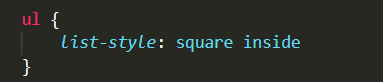 ul {
    list-style: square inside
}